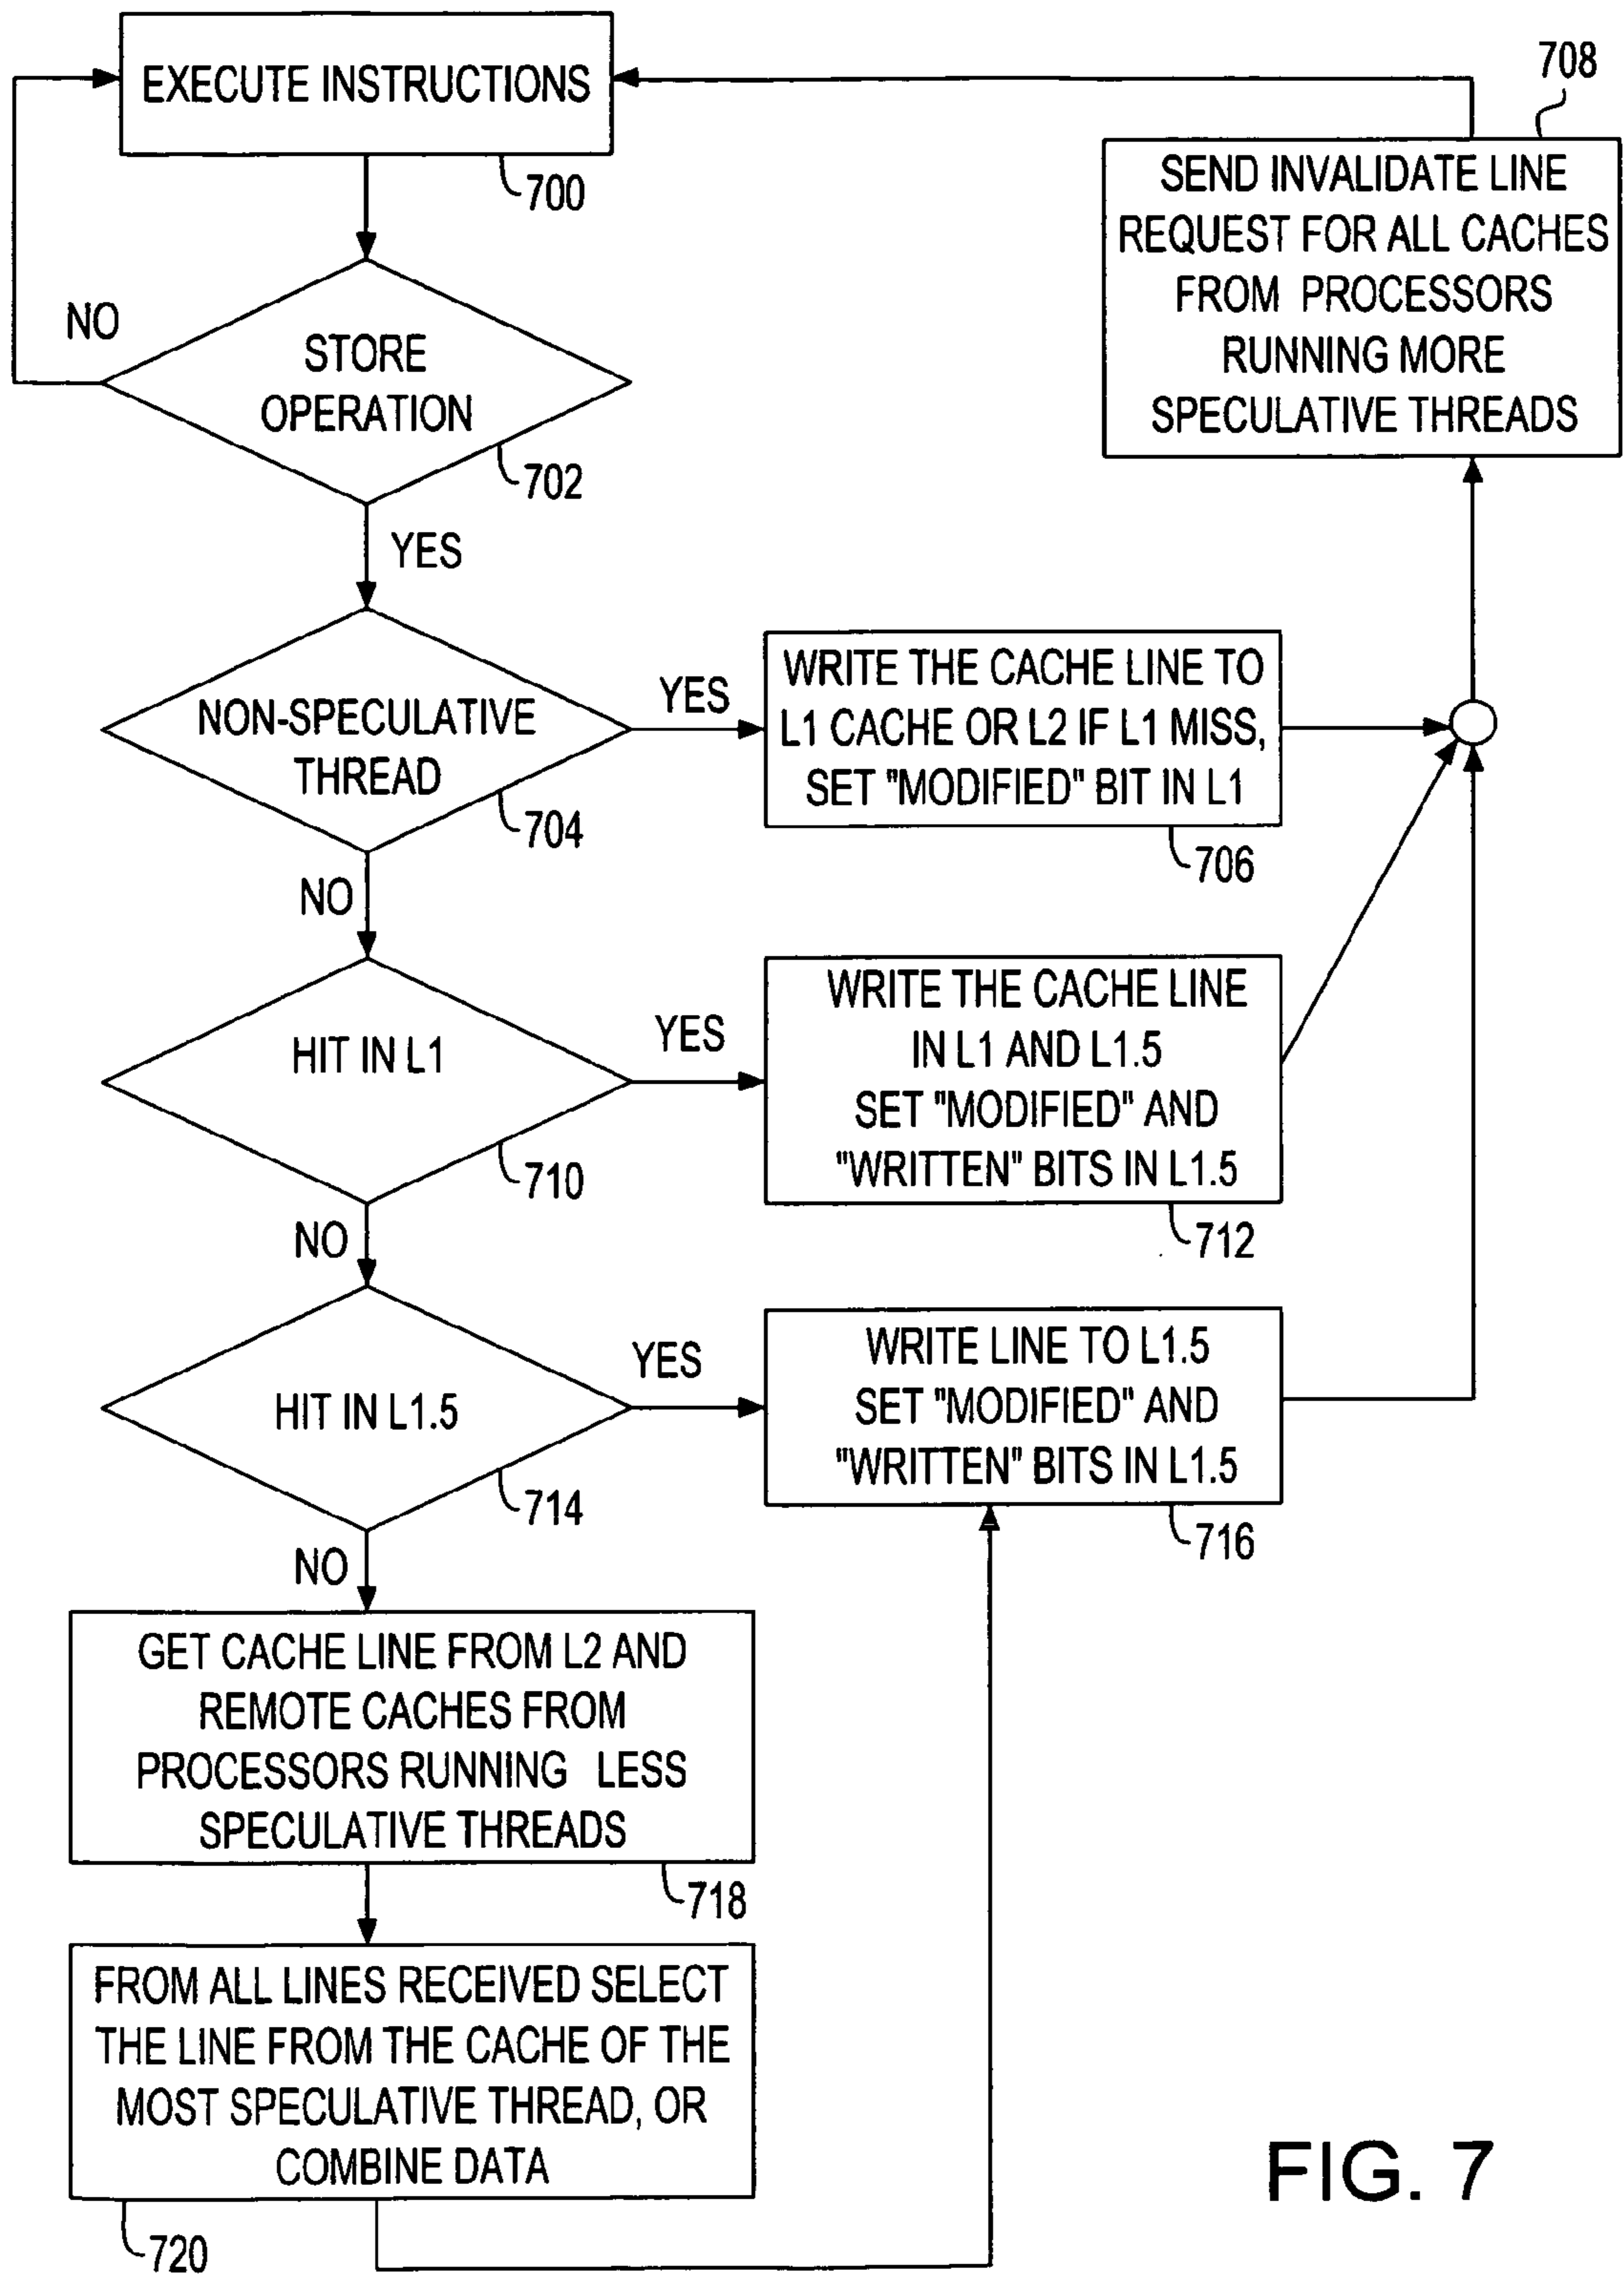 EXECUTE INSTRUCTIONS
700
708
SEND INVALIDATE LINE
REQUEST FOR ALL CACHES
FROM PROCESSORS
RUNNING MORE
SPECULATIVE THREADS
NO
STORE
OPERATION
702
YES
NON-SPECULATIVE
THREAD
704
YES
WRITE THE CACHE LINE TO
L1 CACHE OR L2 IF L1 MISS,
SET "MODIFIED" BIT IN L1
706
NO
HIT IN L1
710
YES
WRITE THE CACHE LINE
IN L1 AND L1.5
SET "MODIFIED" AND
"WRITTEN" BITS IN L1.5
712
NO
HIT IN L1.5
714
YES
WRITE LINE TO L1.5
SET "MODIFIED" AND
"WRITTEN" BITS IN L1.5
716
NO
GET CACHE LINE FROM L2 AND
REMOTE CACHES FROM
PROCESSORS RUNNING LESS
SPECULATIVE THREADS
718
FROM ALL LINES RECEIVED SELECT
THE LINE FROM THE CACHE OF THE
MOST SPECULATIVE THREAD, OR
COMBINE DATA
720
FIG. 7